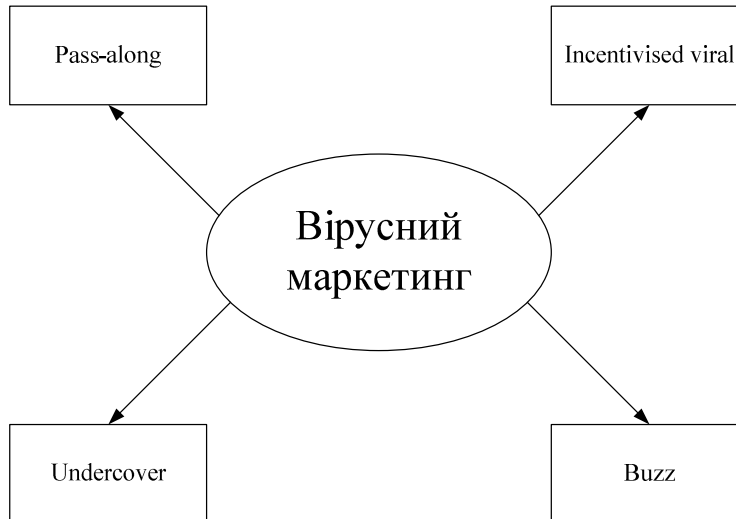 Pass-along
Incentivised viral
Вірусний
маркетинг
Undercover
Buzz